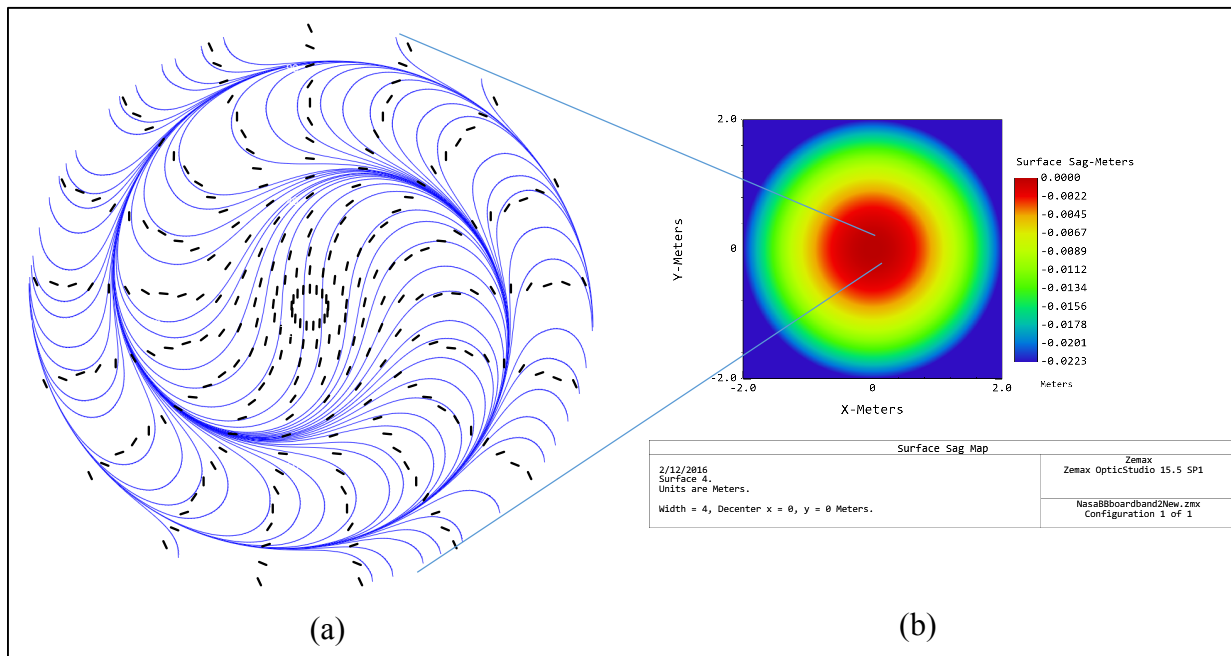 2.0
Y-Meters
0
-2.0
-2.0
0
2.0
X-Meters
Surface Sag-Meters
0.0000
-0.0022
-0.0045
-0.0067
-0.0089
-0.0112
-0.0134
-0.0156
-0.0178
-0.0201
-0.0223
Meters
Surface Sag Map
2/12/2016
Surface 4.
Units are Meters.
Width = 4, Decenter x = 0, y = 0 Meters.
Zemax
Zemax OpticStudio 15.5 SP1
NasaBBboardband2New.zmx
Configuration 1 of 1
(a)
(b)